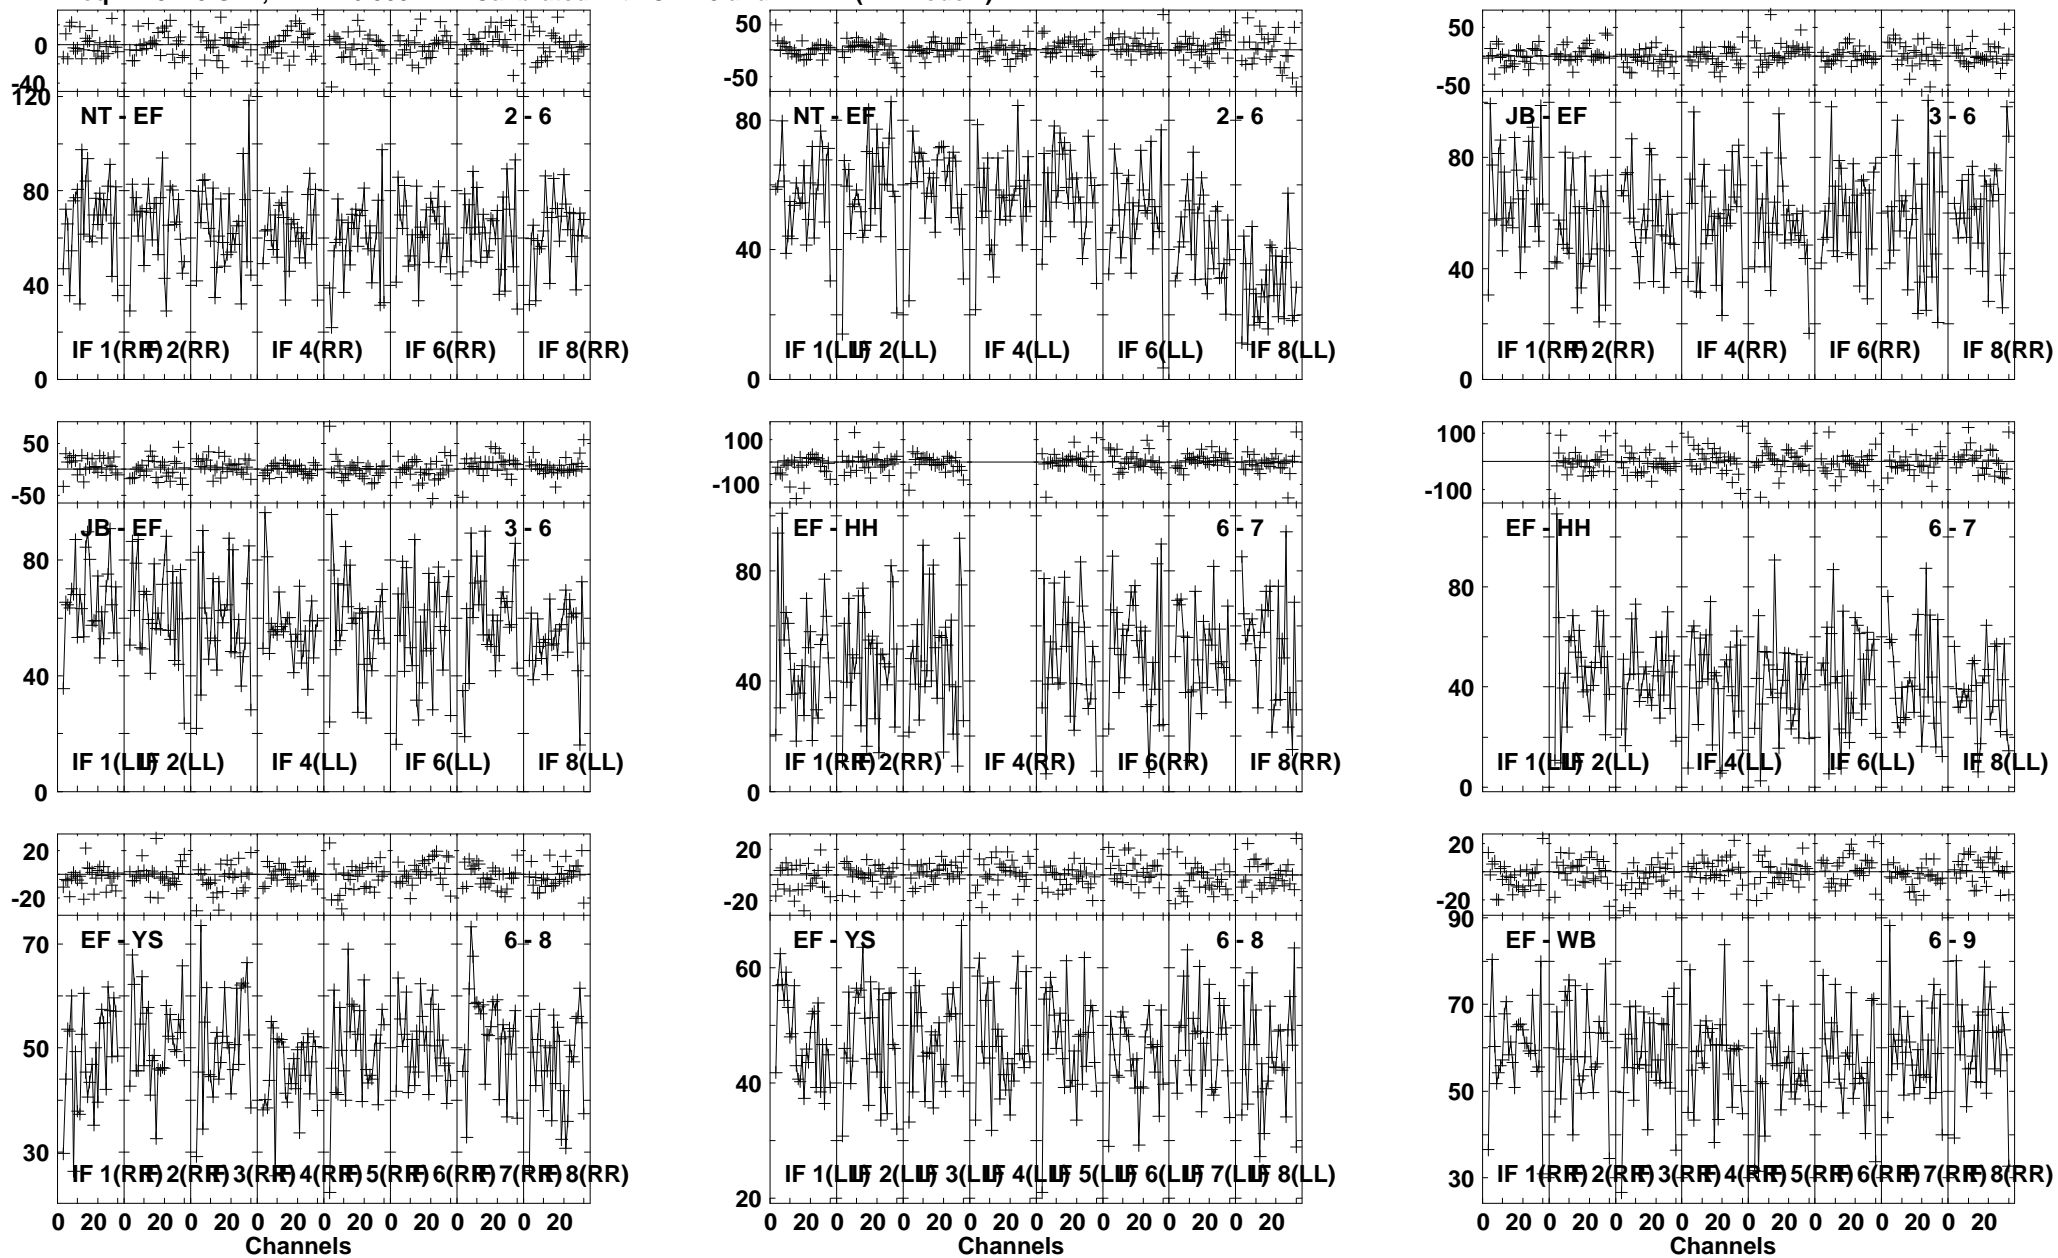 0
-40
120
NT - EF
2 - 6
80
40
IF 1(RR) IF 2(RR) IF 4(RR) IF 6(RR) IF 8(RR)
0
50
-50
80
NT - EF
2 - 6
40
IF 1(LL) IF 2(LL) IF 4(LL) IF 6(LL) IF 8(LL)
0
50
-50
JB - EF
3 - 6
80
40
IF 1(RR) IF 2(RR) IF 4(RR) IF 6(RR) IF 8(RR)
0
50
-50
JB - EF
3 - 6
80
40
IF 1(LL) IF 2(LL) IF 4(LL) IF 6(LL) IF 8(LL)
0
100
-100
EF - HH
6 - 7
80
40
IF 1(RR) IF 2(RR) IF 4(RR) IF 6(RR) IF 8(RR)
0
100
-100
EF - HH
6 - 7
80
40
IF 1(LL) IF 2(LL) IF 4(LL) IF 6(LL) IF 8(LL)
0
20
-20
EF - YS
6 - 8
70
50
30
IF 1(RR) IF 2(RR) IF 3(RR) IF 4(RR) IF 5(RR) IF 6(RR) IF 7(RR) IF 8(RR)
0 20 0 20 0 20 0 20 0 20 0 20 0 20 0 20
Channels
20
-20
EF - YS
6 - 8
60
40
IF 1(LL) IF 2(LL) IF 3(LL) IF 4(LL) IF 5(LL) IF 6(LL) IF 7(LL) IF 8(LL)
20
0 20 0 20 0 20 0 20 0 20 0 20 0 20 0 20
Channels
20
-20
90
EF - WB
6 - 9
70
50
30
IF 1(RR) IF 2(RR) IF 3(RR) IF 4(RR) IF 5(RR) IF 6(RR) IF 7(RR) IF 8(RR)
0 20 0 20 0 20 0 20 0 20 0 20 0 20 0 20
Channels